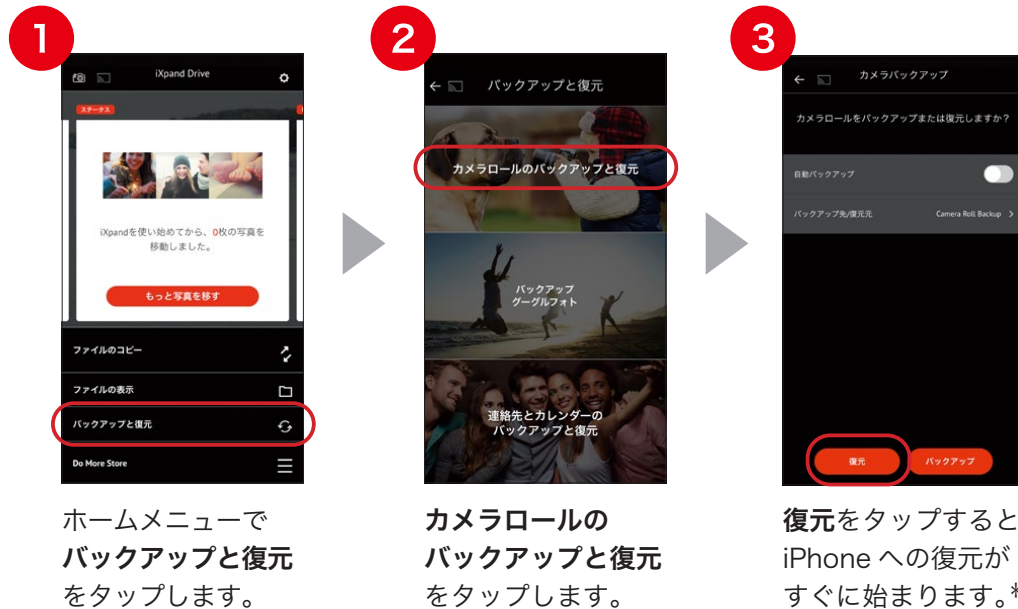 1
iXpand Drive
ステータス
iXpandを使い始めてから、0枚の写真を
移動しました。
もっと写真を移す
ファイルのコピー
ファイルの表示
バックアップと復元
Do More Store
ホームメニューで
バックアップと復元
をタップします。
2
バックアップと復元
カメラロールのバックアップと復元
バックアップ
グーグルフォト
連絡先とカレンダーの
バックアップと復元
カメラロールの
バックアップと復元
をタップします。
3
カメラバックアップ
カメラロールをバックアップまたは復元しますか？
自動バックアップ
バックアップ先/復元元 Camera Roll Backup
復元 バックアップ
復元をタップすると
iPhone への復元が
すぐに始まります。*